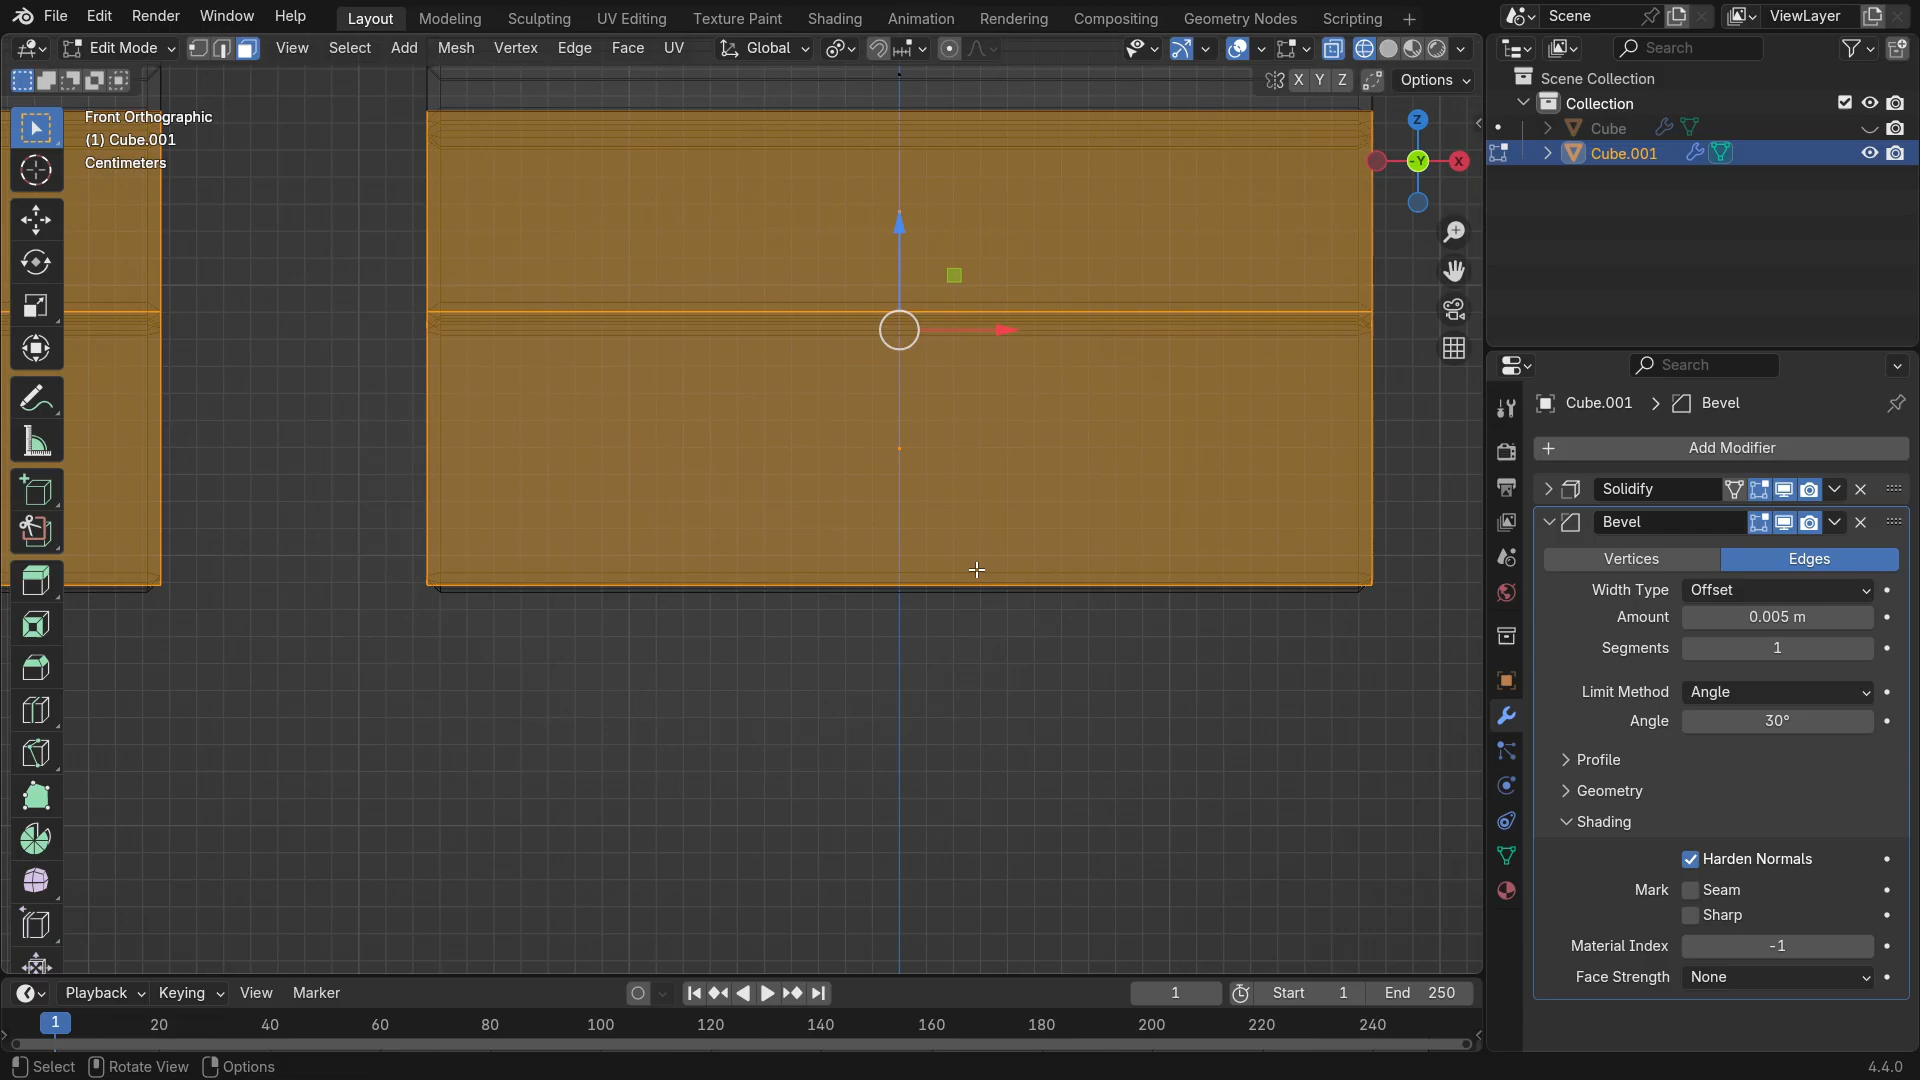 File Edit Render Window Help
Layout Modeling Sculpting UV Editing Texture Paint Shading Animation Rendering Compositing Geometry Nodes Scripting +
Scene
ViewLayer
Edit Mode View Select Add Mesh Vertex Edge Face UV
Global
Search
X Y Z Options
Front Orthographic
(1) Cube.001
Centimeters
Z
-Y
X
Scene Collection
Collection
Cube
Cube.001
Search
Cube.001 > Bevel
+ Add Modifier
Solidify
Bevel
Vertices Edges
Width Type Offset
Amount 0.005 m
Segments 1
Limit Method Angle
Angle 30°
Profile
Geometry
Shading
Harden Normals
Mark Seam
Sharp
Material Index -1
Face Strength None
Playback Keying View Marker
1 Start 1 End 250
1 20 40 60 80 100 120 140 160 180 200 220 240
Select Rotate View Options 4.4.0